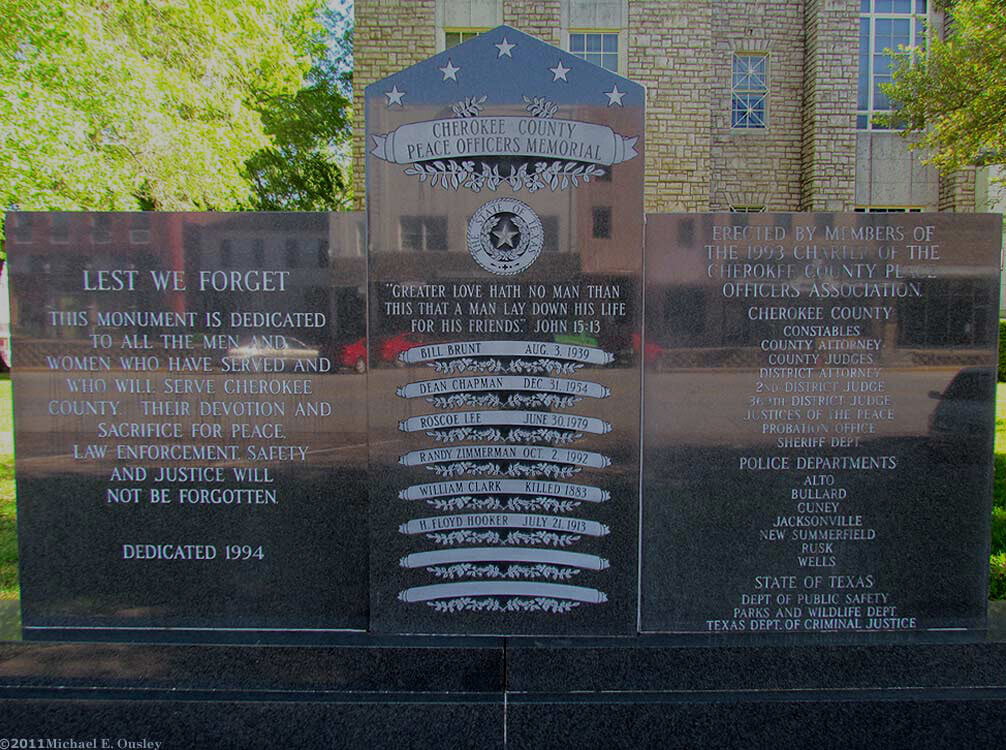 CHEROKEE COUNTY
PEACE OFFICERS MEMORIAL
THE STATE OF TEXAS
"GREATER LOVE HATH NO MAN THAN
THIS THAT A MAN LAY DOWN HIS LIFE
FOR HIS FRIENDS." JOHN 15:13
BILL BRUNT AUG. 3, 1939
DEAN CHAPMAN DEC. 31, 1954
ROSCOE LEE JUNE 30, 1979
RANDY ZIMMERMAN OCT. 2, 1992
WILLIAM CLARK KILLED 1883
H. FLOYD HOOKER JULY 21, 1913
LEST WE FORGET
THIS MONUMENT IS DEDICATED
TO ALL THE MEN AND
WOMEN WHO HAVE SERVED AND
WHO WILL SERVE CHEROKEE
COUNTY. THEIR DEVOTION AND
SACRIFICE FOR PEACE,
LAW ENFORCEMENT, SAFETY
AND JUSTICE WILL
NOT BE FORGOTTEN.
DEDICATED 1994
ERECTED BY MEMBERS OF
THE 1993 CHARTER OF THE
CHEROKEE COUNTY PEACE
OFFICERS ASSOCIATION.
CHEROKEE COUNTY
CONSTABLES
COUNTY ATTORNEY
COUNTY JUDGES
DISTRICT ATTORNEY
2ND DISTRICT JUDGE
369TH DISTRICT JUDGE
JUSTICES OF THE PEACE
PROBATION OFFICE
SHERIFF DEPT.
POLICE DEPARTMENTS
ALTO
BULLARD
CUNEY
JACKSONVILLE
NEW SUMMERFIELD
RUSK
WELLS
STATE OF TEXAS
DEPT OF PUBLIC SAFETY
PARKS AND WILDLIFE DEPT.
TEXAS DEPT. OF CRIMINAL JUSTICE
©2011Michael E. Ousley